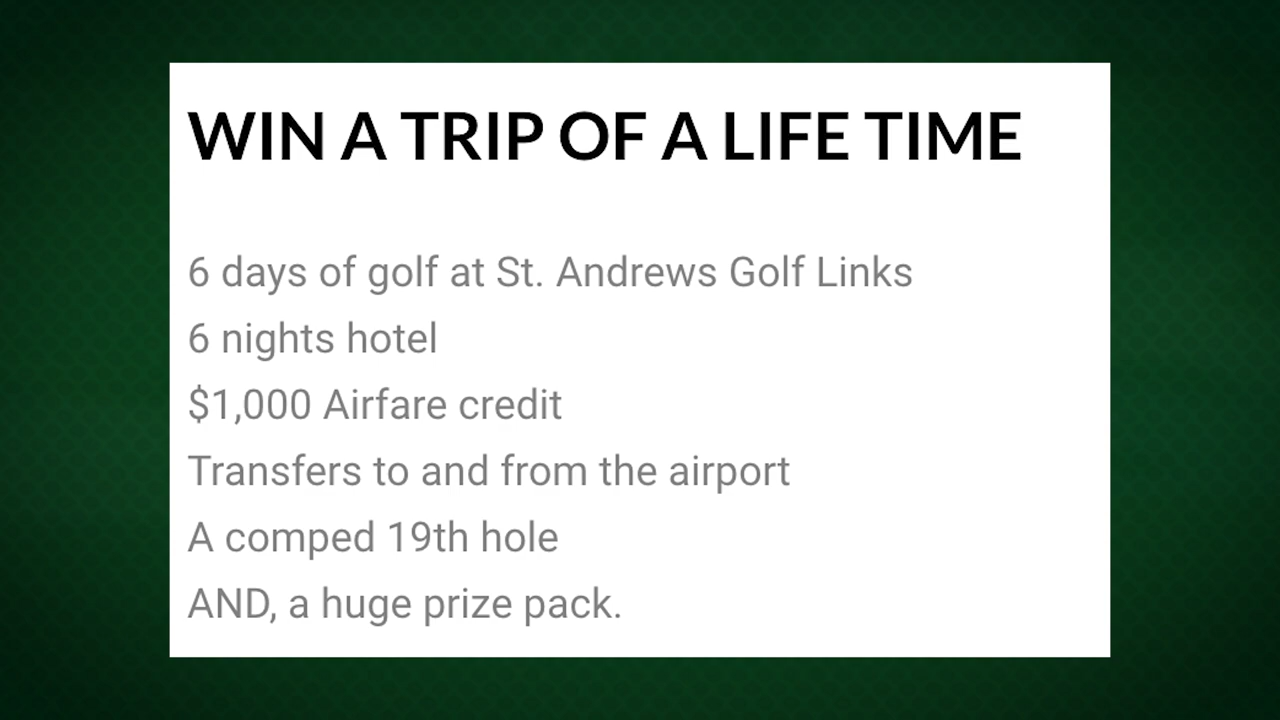 WIN A TRIP OF A LIFE TIME
6 days of golf at St. Andrews Golf Links
6 nights hotel
$1,000 Airfare credit
Transfers to and from the airport
A comped 19th hole
AND, a huge prize pack.